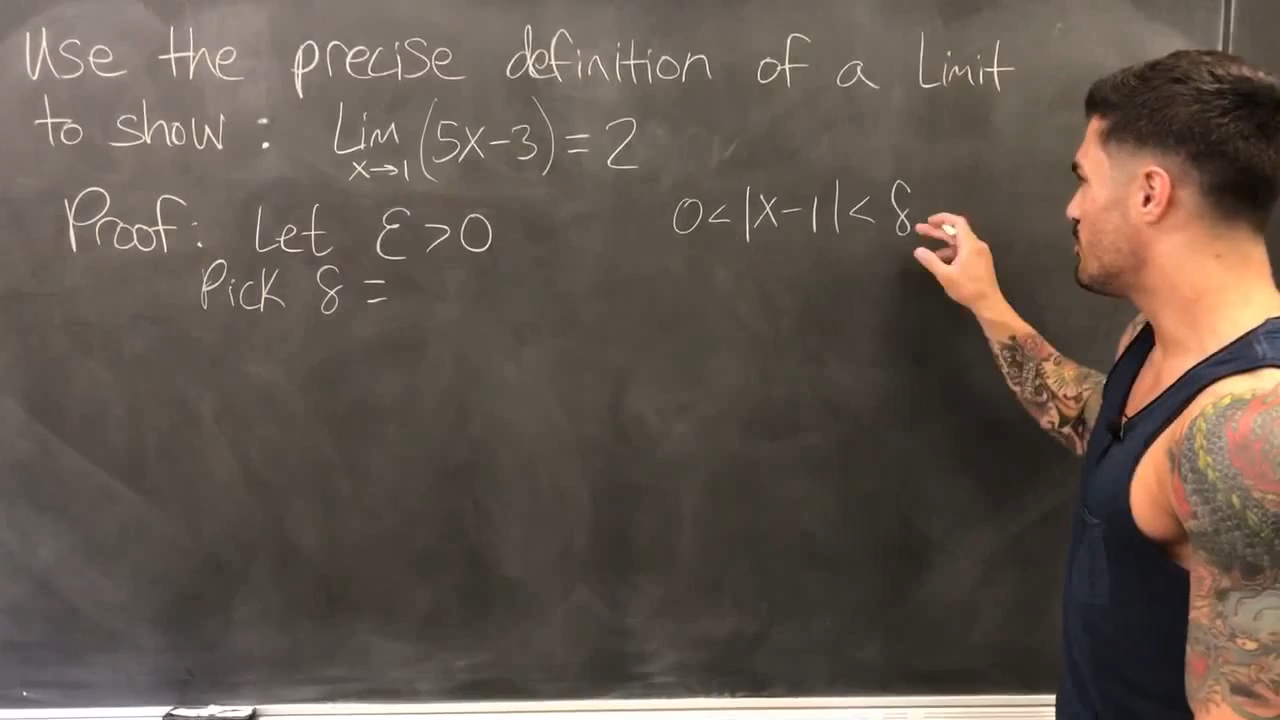 Use the precise definition of a Limit
to show: Lim x→1 (5x-3) = 2
Proof: Let ε>0
0<|x-1|<δ
Pick δ =